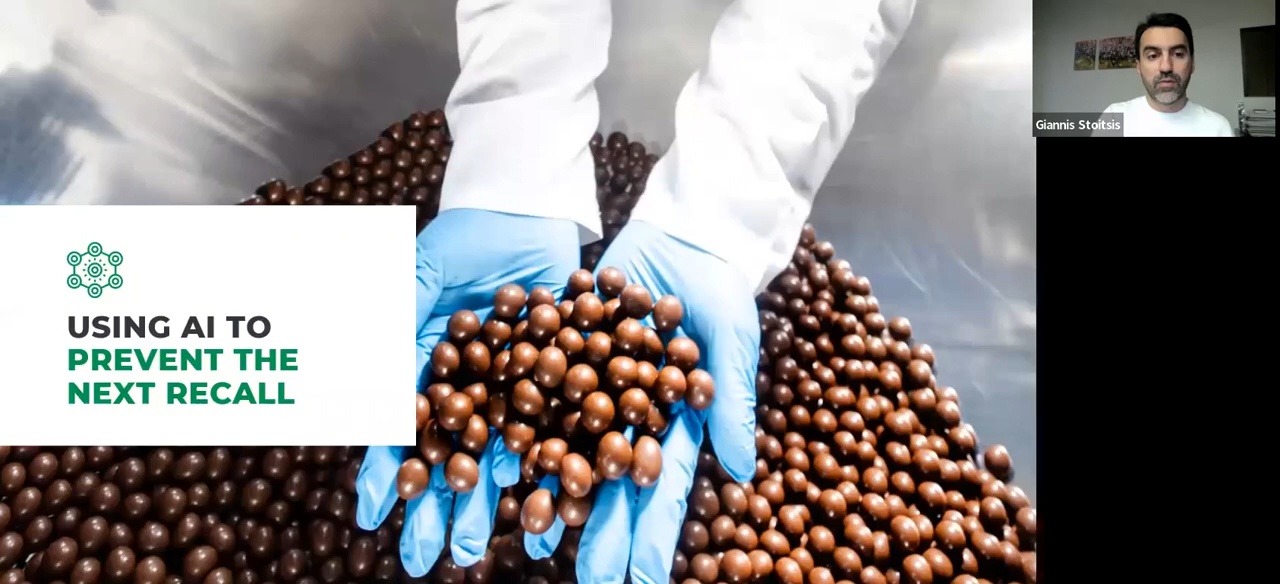 USING AI TO
PREVENT THE
NEXT RECALL
Giannis Stoitsis